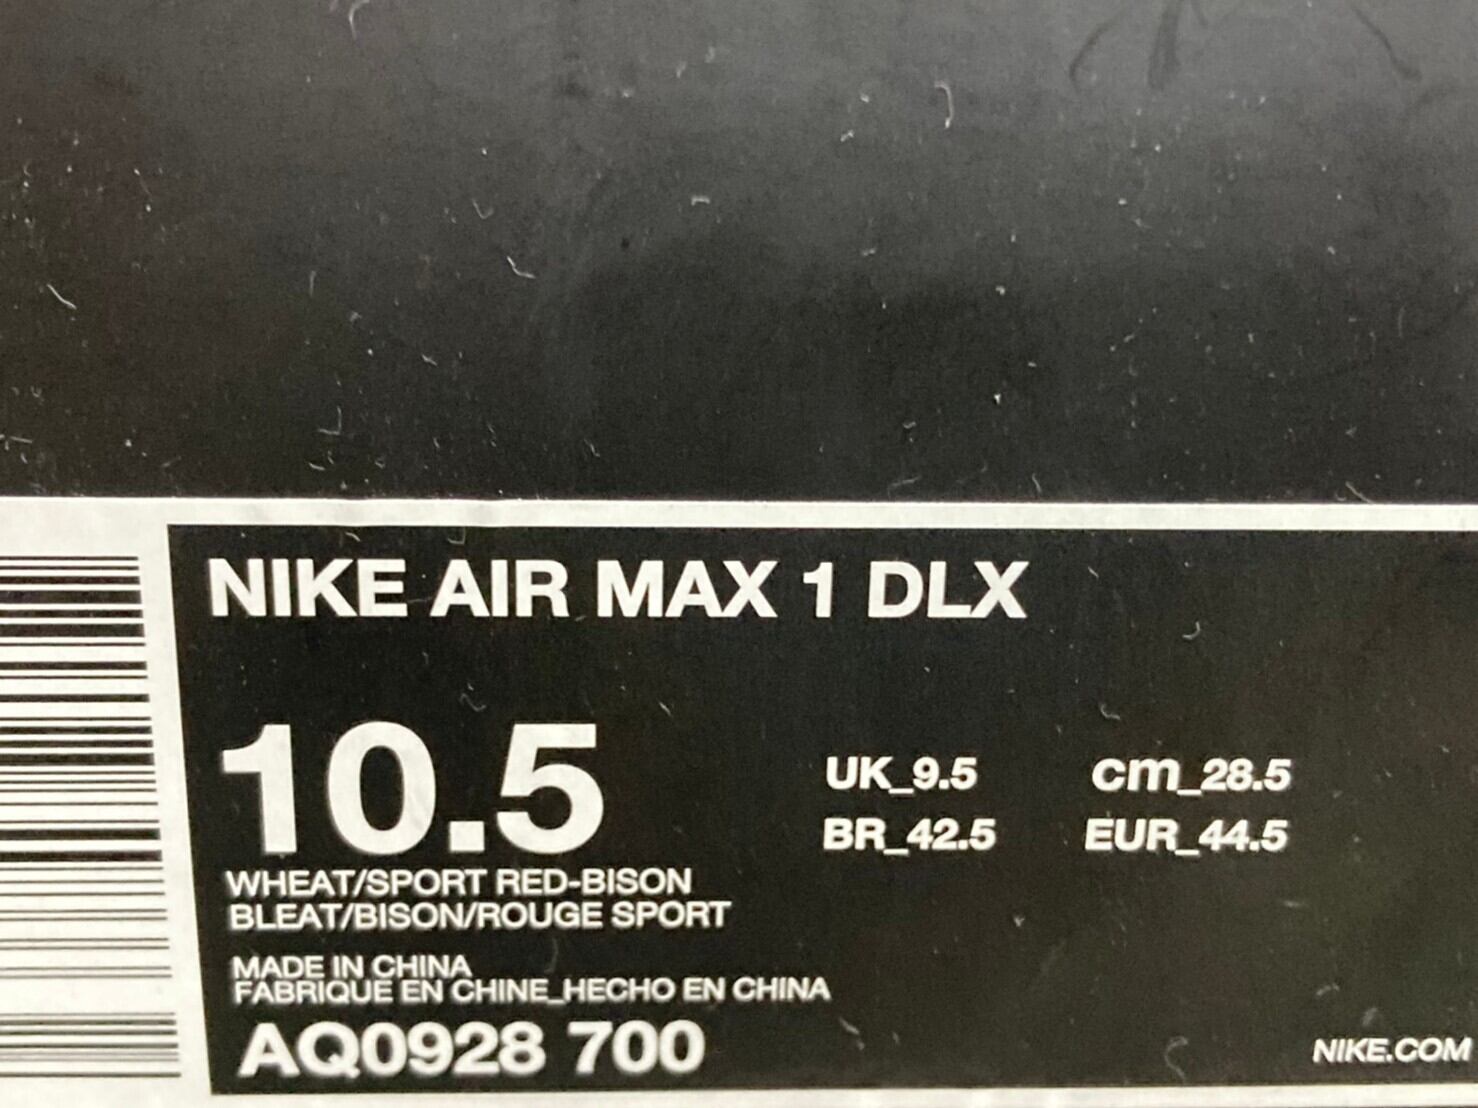 NIKE AIR MAX 1 DLX
10.5
UK_9.5 cm_28.5
BR_42.5 EUR_44.5
WHEAT/SPORT RED-BISON
BLEAT/BISON/ROUGE SPORT
MADE IN CHINA
FABRIQUE EN CHINE_HECHO EN CHINA
AQ0928 700
NIKE.COM